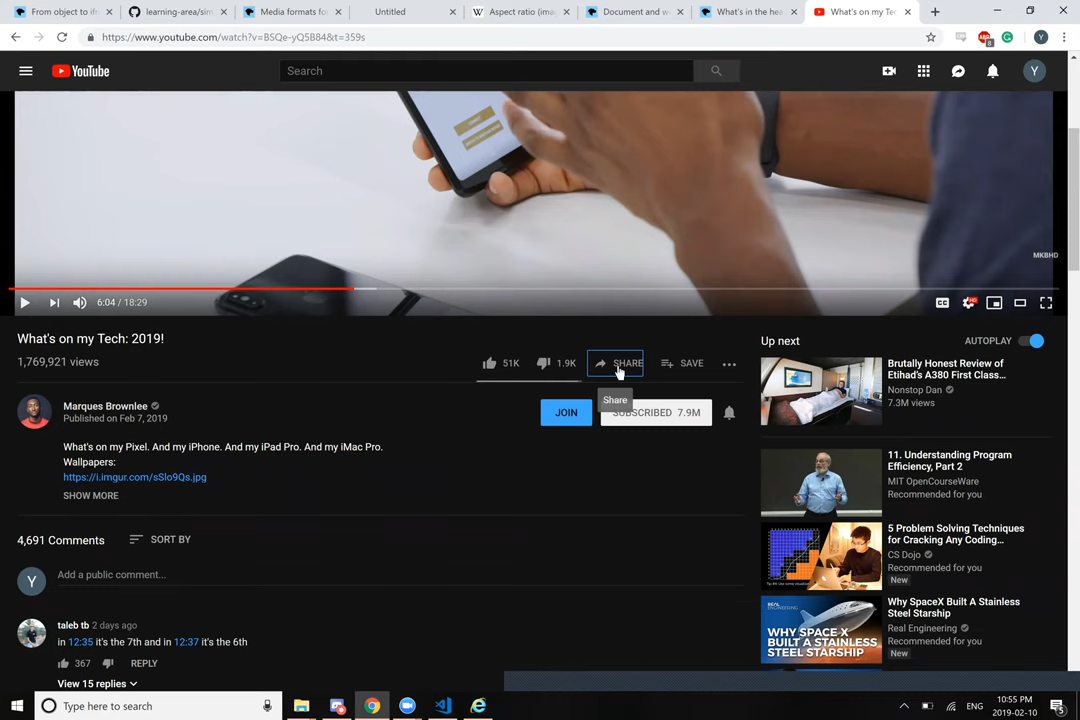 From object to ifr
learning-area/sim
Media formats fo
Untitled
Aspect ratio (ima
Document and w
What's in the hea
What's on my Tec
https://www.youtube.com/watch?v=BSQe-yQ5B84&t=359s
8
Y
YouTube
Search
Y
MKBHD
6:04 / 18:29
CC
HD
What's on my Tech: 2019!
1,769,921 views
51K
1.9K
SHARE
SAVE
Share
Marques Brownlee
Published on Feb 7, 2019
JOIN
SUBSCRIBED 7.9M
What's on my Pixel. And my iPhone. And my iPad Pro. And my iMac Pro.
Wallpapers:
https://i.imgur.com/sSlo9Qs.jpg
SHOW MORE
4,691 Comments
SORT BY
Y
Add a public comment...
taleb tb 2 days ago
in 12:35 it's the 7th and in 12:37 it's the 6th
367
REPLY
View 15 replies
Up next
AUTOPLAY
Brutally Honest Review of
Etihad's A380 First Class...
Nonstop Dan
7.3M views
11. Understanding Program
Efficiency, Part 2
MIT OpenCourseWare
Recommended for you
5 Problem Solving Techniques
for Cracking Any Coding...
CS Dojo
Recommended for you
New
WHY SPACE X
BUILT A STAINLESS
STEEL STARSHIP
Why SpaceX Built A Stainless
Steel Starship
Real Engineering
Recommended for you
New
Type here to search
ENG
10:55 PM
2019-02-10
5